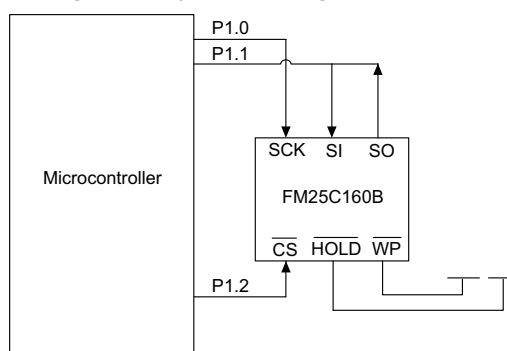 P1.0
P1.1
SCK SI SO
Microcontroller
FM25C160B
CS HOLD WP
P1.2